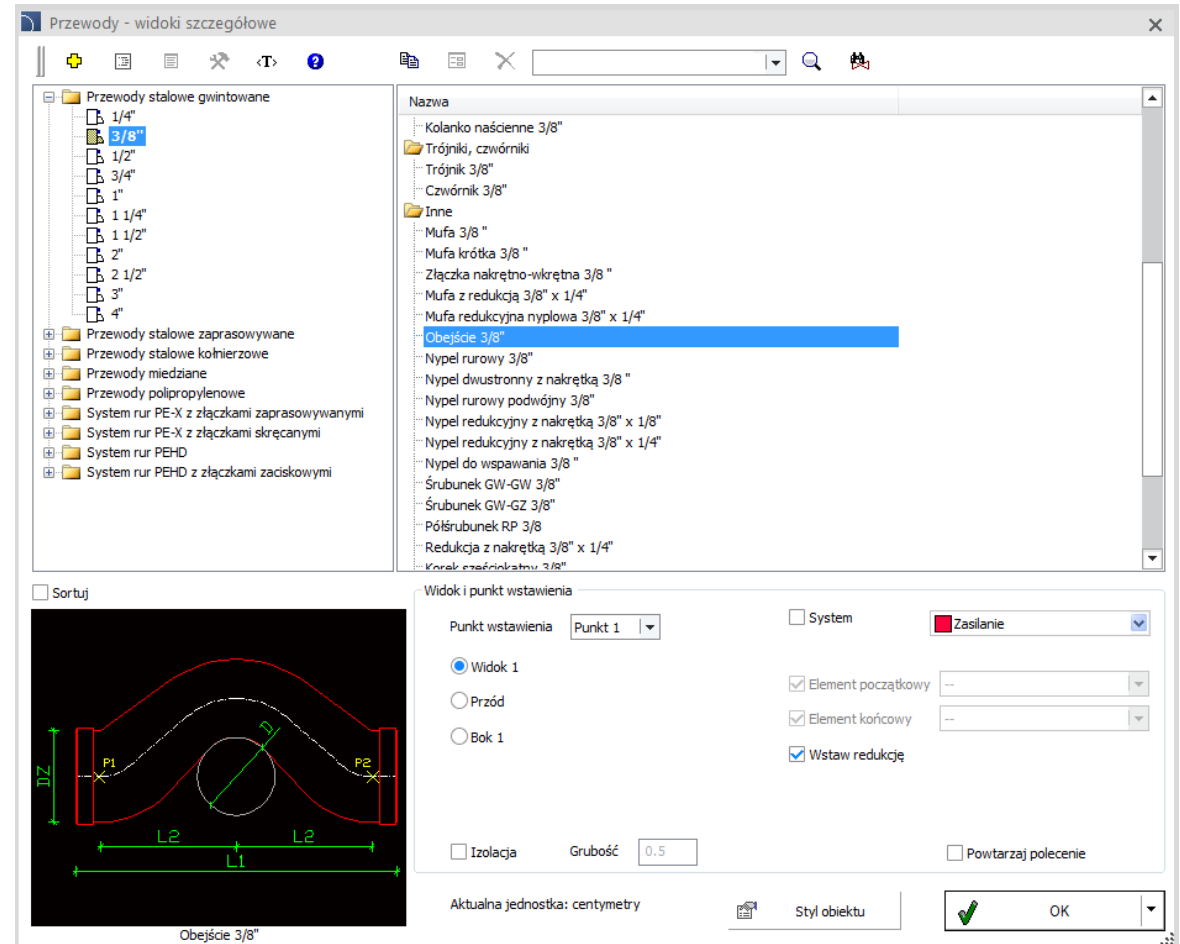 Przewody - widoki szczegółowe
<T>
Przewody stalowe gwintowane
1/4"
3/8"
1/2"
3/4"
1"
1 1/4"
1 1/2"
2"
2 1/2"
3"
4"
Przewody stalowe zaprasowywane
Przewody stalowe kołnierzowe
Przewody miedziane
Przewody polipropylenowe
System rur PE-X z złączkami zaprasowywanymi
System rur PE-X z złączkami skręcanymi
System rur PEHD
System rur PEHD z złączkami zaciskowymi
Nazwa
Kolanko naścienne 3/8"
Trójniki, czwórniki
Trójnik 3/8"
Czwórnik 3/8"
Inne
Mufa 3/8 "
Mufa krótka 3/8 "
Złączka nakrętno-wkrętna 3/8 "
Mufa z redukcją 3/8" x 1/4"
Mufa redukcyjna nyplowa 3/8" x 1/4"
Obejście 3/8"
Nypel rurowy 3/8"
Nypel dwustronny z nakrętką 3/8 "
Nypel rurowy podwójny 3/8"
Nypel redukcyjny z nakrętką 3/8" x 1/8"
Nypel redukcyjny z nakrętką 3/8" x 1/4"
Nypel do wspawania 3/8 "
Śrubunek GW-GW 3/8"
Śrubunek GW-GZ 3/8"
Półśrubunek RP 3/8
Redukcja z nakrętką 3/8" x 1/4"
Korek sześciokątny 3/8"
Sortuj
D
P1
P2
DZ
L2 L2
L1
Obejście 3/8"
Widok i punkt wstawienia
Punkt wstawienia Punkt 1
System Zasilanie
Widok 1
Przód
Bok 1
Element początkowy --
Element końcowy --
Wstaw redukcję
Izolacja Grubość 0.5
Powtarzaj polecenie
Aktualna jednostka: centymetry
Styl obiektu
OK